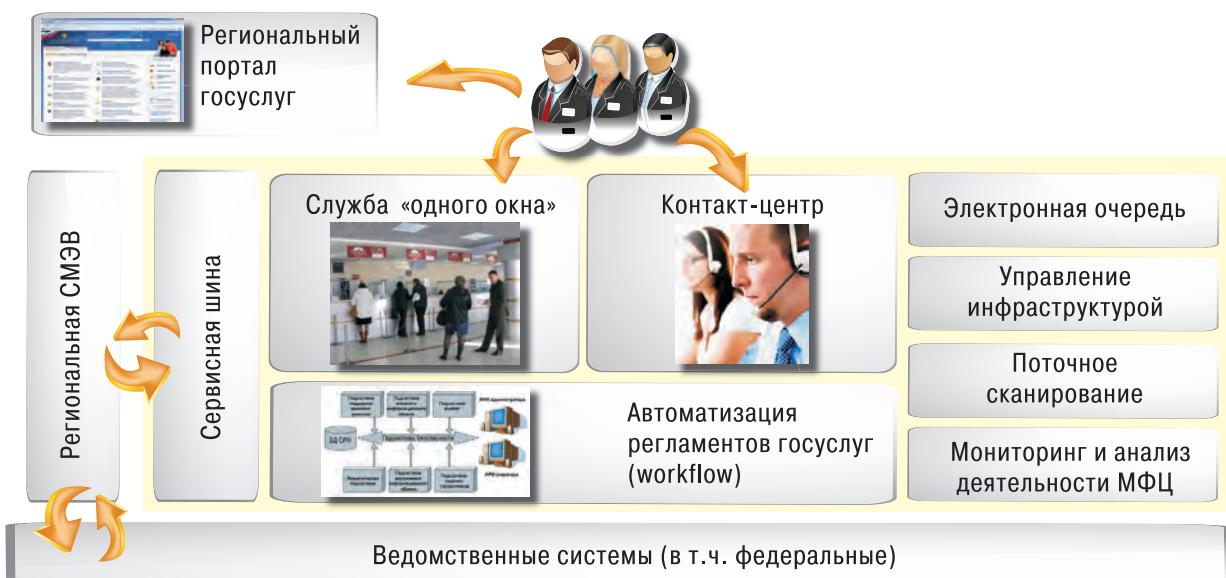 Региональный
портал
госуслуг
Региональная СМЭВ
Сервисная шина
Служба «одного окна»
Контакт-центр
Электронная очередь
Управление
инфраструктурой
Поточное
сканирование
Мониторинг и анализ
деятельности МФЦ
Автоматизация
регламентов госуслуг
(workflow)
Ведомственные системы (в т.ч. федеральные)